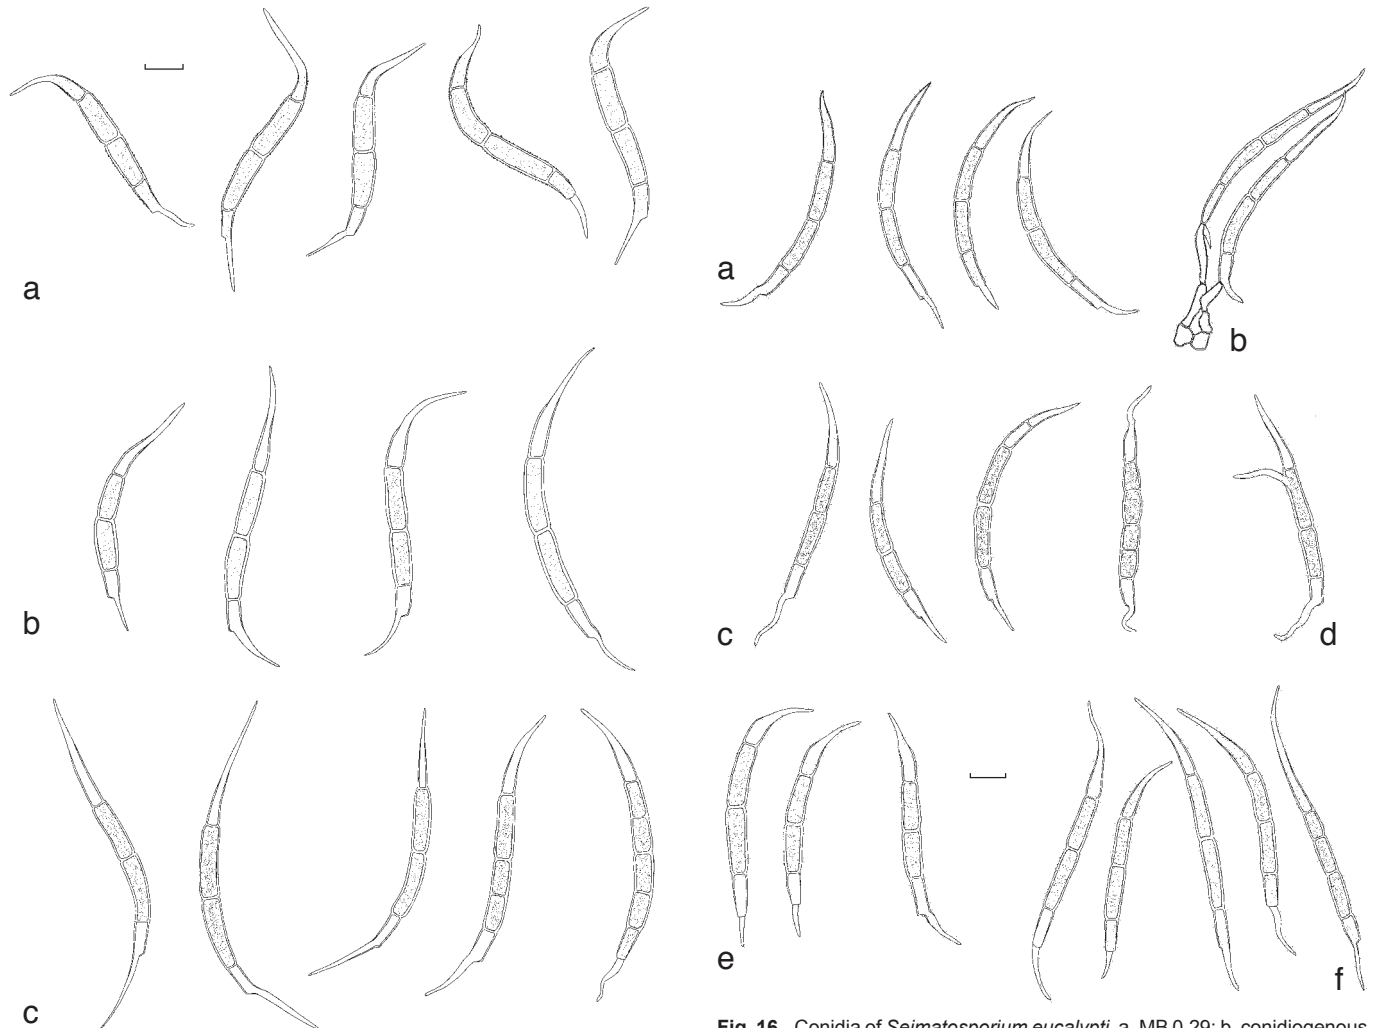 a
b
c
a
b
c
d
e
f
Fig. 16 Conidia of Seimatosporium eucalypti. a. MB 0.29; b. conidiogenous